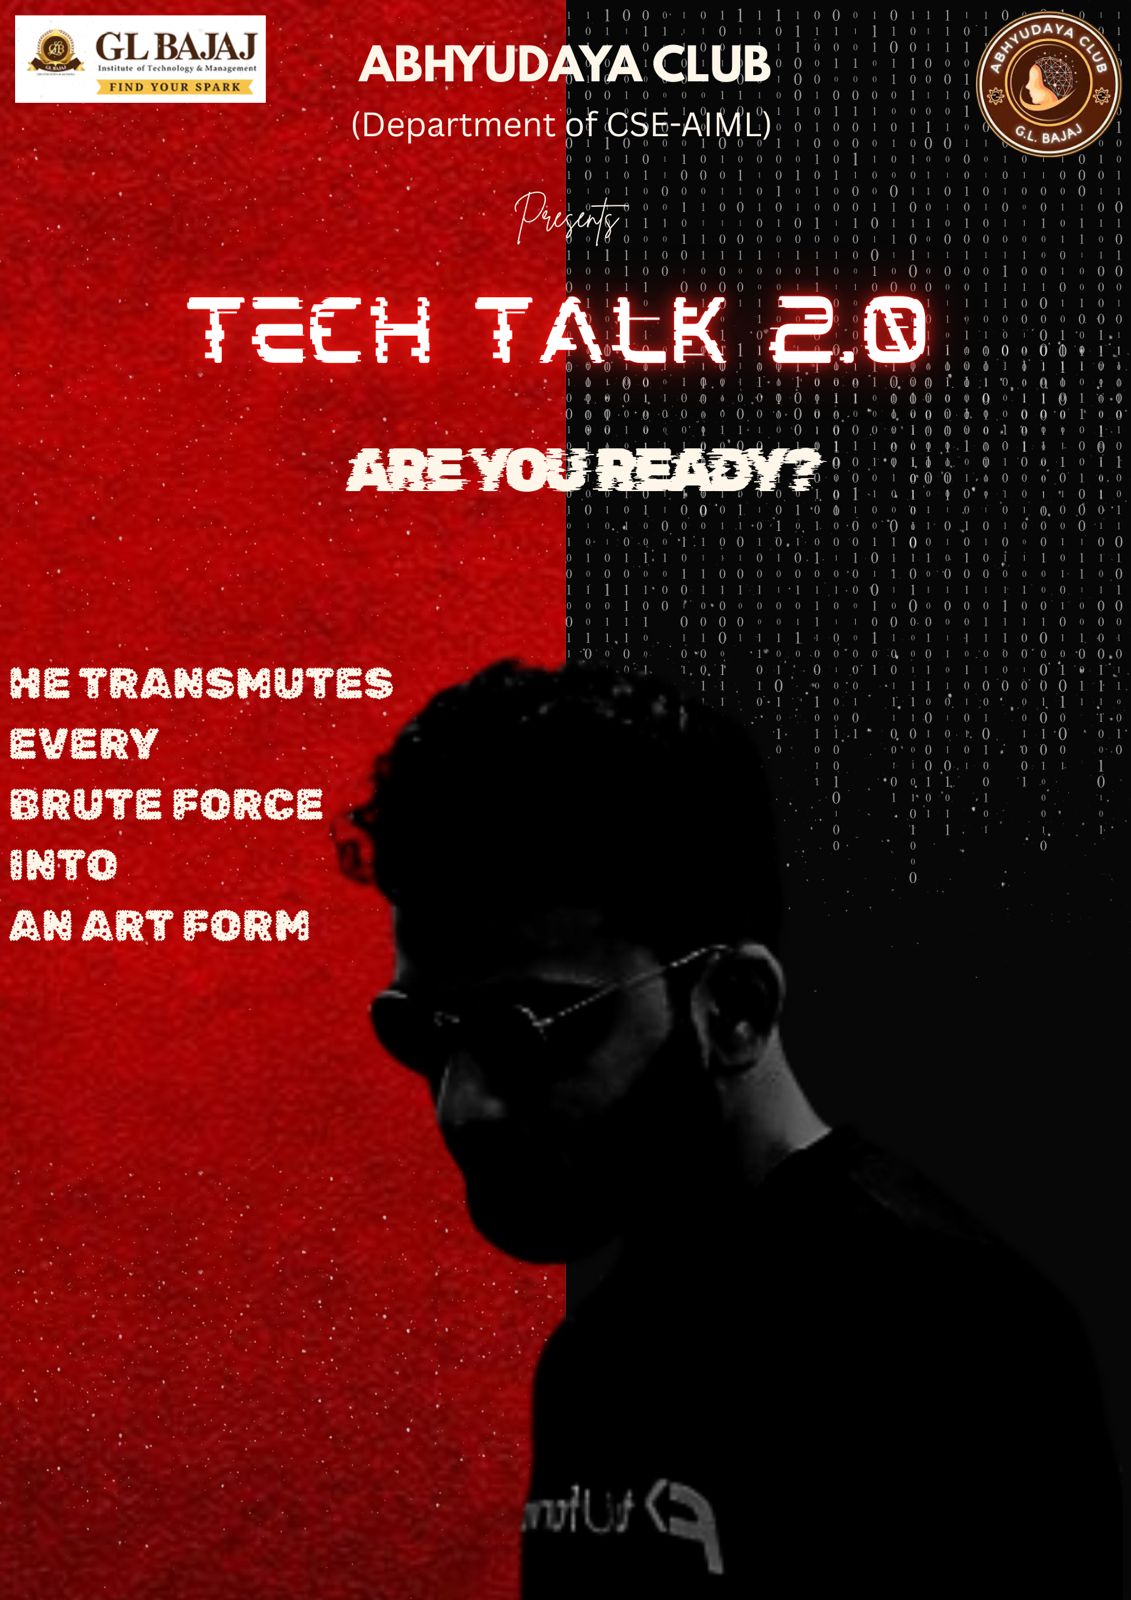 GL BAJAJ
Institute of Technology & Management
FIND YOUR SPARK
ABHYUDAYA CLUB
(Department of CSE-AIML)
ABHYUDAYA CLUB
G.L. BAJAJ
Presents
TECH TALK 2.0
ARE YOU READY?
HE TRANSMUTES
EVERY
BRUTE FORCE
INTO
AN ART FORM